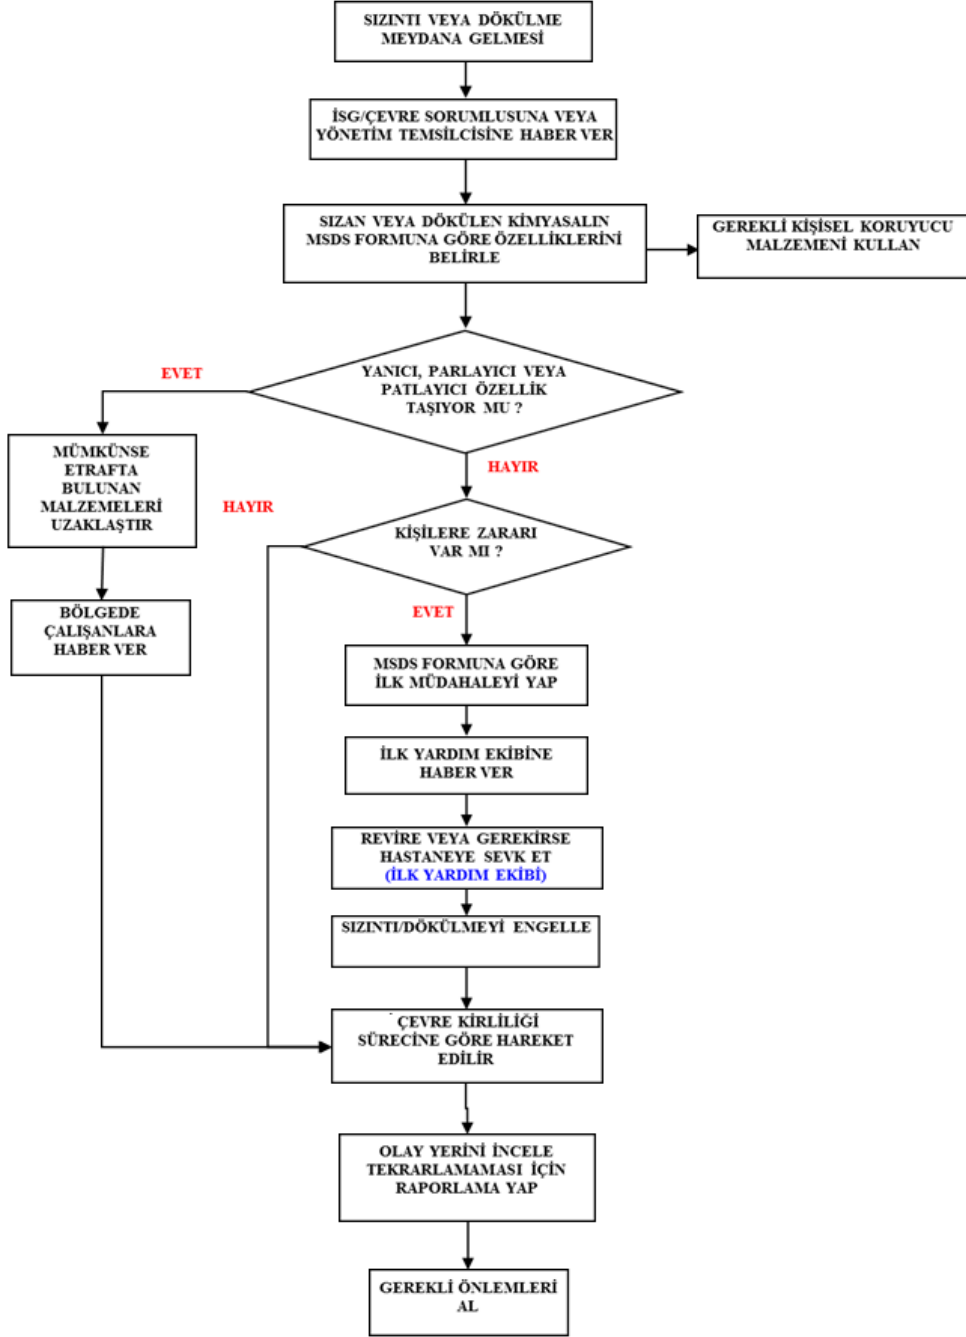 SIZINTI VEYA DÖKÜLME
MEYDANA GELMESİ
İSG/ÇEVRE SORUMLUSUNA VEYA
YÖNETİM TEMSİLCİSİNE HABER VER
SIZAN VEYA DÖKÜLEN KİMYASALIN
MSDS FORMUNA GÖRE ÖZELLİKLERİNİ
BELİRLE
GEREKLİ KİŞİSEL KORUYUCU
MALZEMENİ KULLAN
YANICI, PARLAYICI VEYA
PATLAYICI ÖZELLİK
TAŞIYOR MU ?
EVET
MÜMKÜNSE
ETRAFTA
BULUNAN
MALZEMELERİ
UZAKLAŞTIR
BÖLGEDE
ÇALIŞANLARA
HABER VER
HAYIR
KİŞİLERE ZARARI
VAR MI ?
HAYIR
EVET
MSDS FORMUNA GÖRE
İLK MÜDAHALEYİ YAP
İLK YARDIM EKİBİNE
HABER VER
REVİRE VEYA GEREKİRSE
HASTANEYE SEVK ET
(İLK YARDIM EKİBİ)
SIZINTI/DÖKÜLMEYİ ENGELLE
ÇEVRE KİRLİLİĞİ
SÜRECİNE GÖRE HAREKET
EDİLİR
OLAY YERİNİ İNCELE
TEKRARLAMAMASI İÇİN
RAPORLAMA YAP
GEREKLİ ÖNLEMLERİ
AL